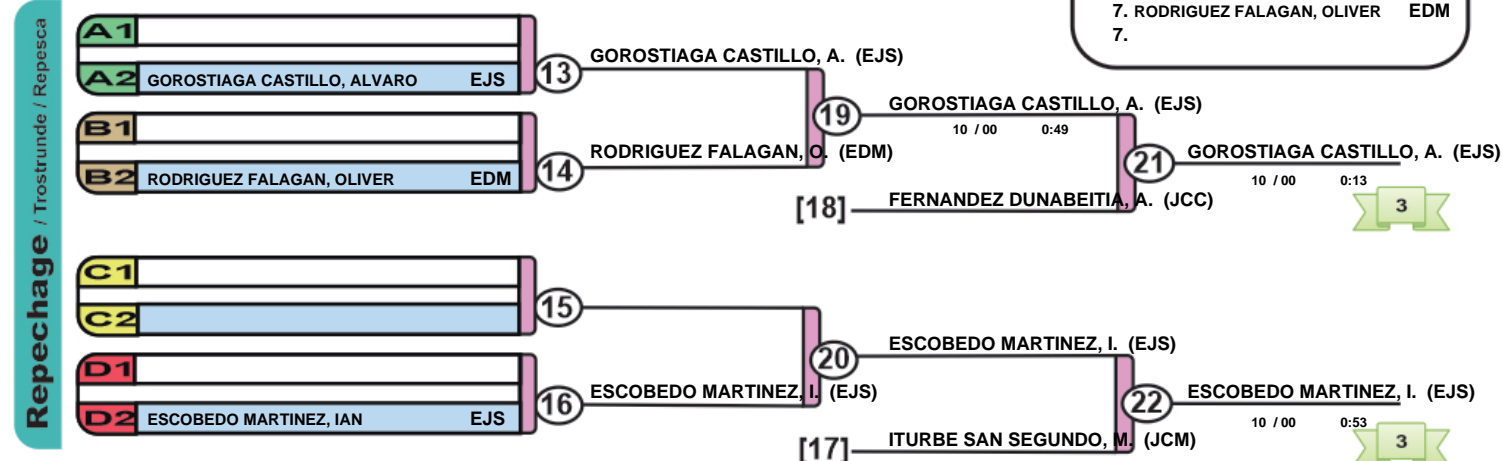 Repechage / Trostrunde / Repesca
7. RODRIGUEZ FALAGAN, OLIVER EDM
7.
A1
A2 GOROSTIAGA CASTILLO, ALVARO EJS
13
GOROSTIAGA CASTILLO, A. (EJS)
B1
B2 RODRIGUEZ FALAGAN, OLIVER EDM
14
RODRIGUEZ FALAGAN, O. (EDM)
19
GOROSTIAGA CASTILLO, A. (EJS)
10 / 00 0:49
[18]
FERNANDEZ DUNABEITIA, A. (JCC)
21
GOROSTIAGA CASTILLO, A. (EJS)
10 / 00 0:13
3
C1
C2
15
D1
D2 ESCOBEDO MARTINEZ, IAN EJS
16
ESCOBEDO MARTINEZ, I. (EJS)
20
ESCOBEDO MARTINEZ, I. (EJS)
[17]
ITURBE SAN SEGUNDO, M. (JCM)
22
ESCOBEDO MARTINEZ, I. (EJS)
10 / 00 0:53
3